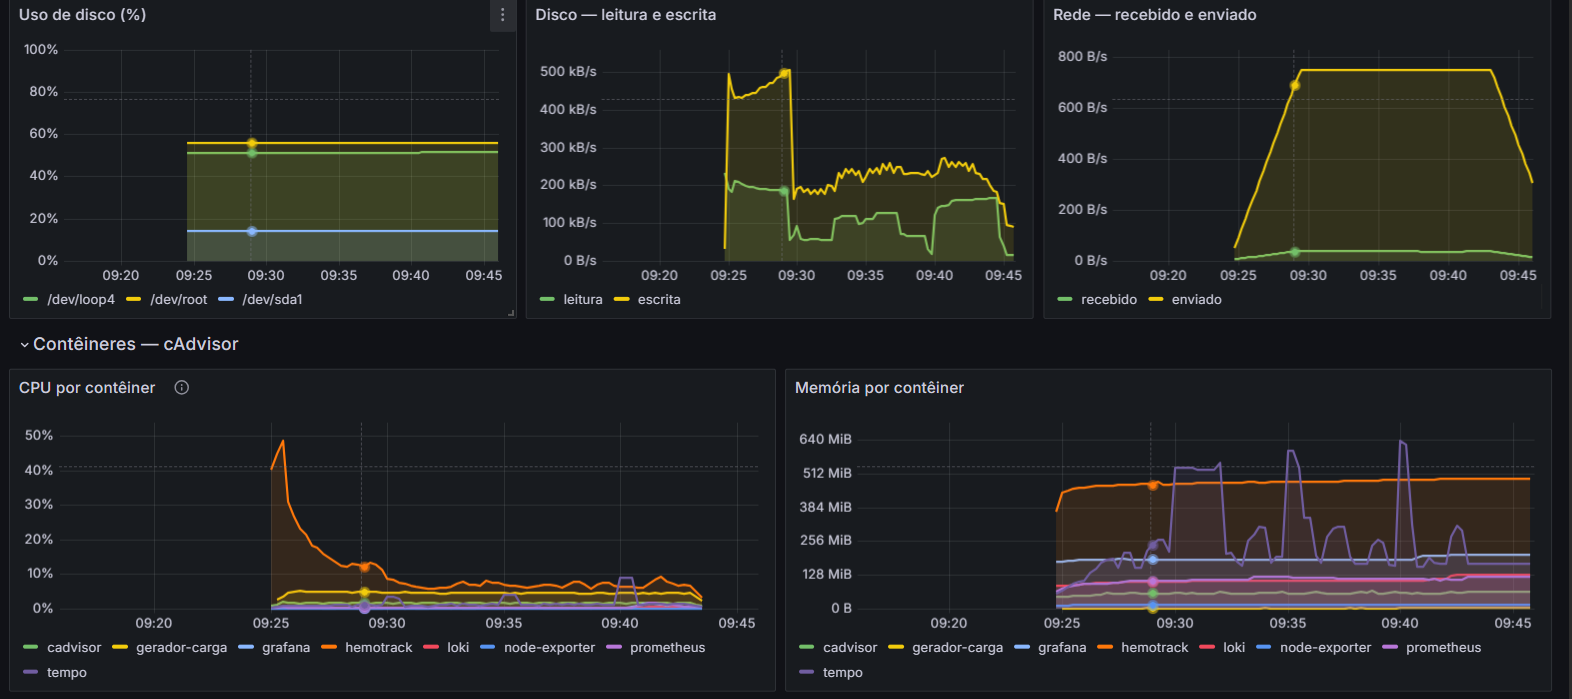 Uso de disco (%)
100%
80%
60%
40%
20%
0%
09:20 09:25 09:30 09:35 09:40 09:45
/dev/loop4 /dev/root /dev/sda1
Disco — leitura e escrita
500 kB/s
400 kB/s
300 kB/s
200 kB/s
100 kB/s
0 B/s
09:20 09:25 09:30 09:35 09:40 09:45
leitura escrita
Rede — recebido e enviado
800 B/s
600 B/s
400 B/s
200 B/s
0 B/s
09:20 09:25 09:30 09:35 09:40 09:45
recebido enviado
Contêineres — cAdvisor
CPU por contêiner
50%
40%
30%
20%
10%
0%
09:20 09:25 09:30 09:35 09:40 09:45
cadvisor gerador-carga grafana hemotrack loki node-exporter prometheus
tempo
Memória por contêiner
640 MiB
512 MiB
384 MiB
256 MiB
128 MiB
0 B
09:20 09:25 09:30 09:35 09:40 09:45
cadvisor gerador-carga grafana hemotrack loki node-exporter prometheus
tempo